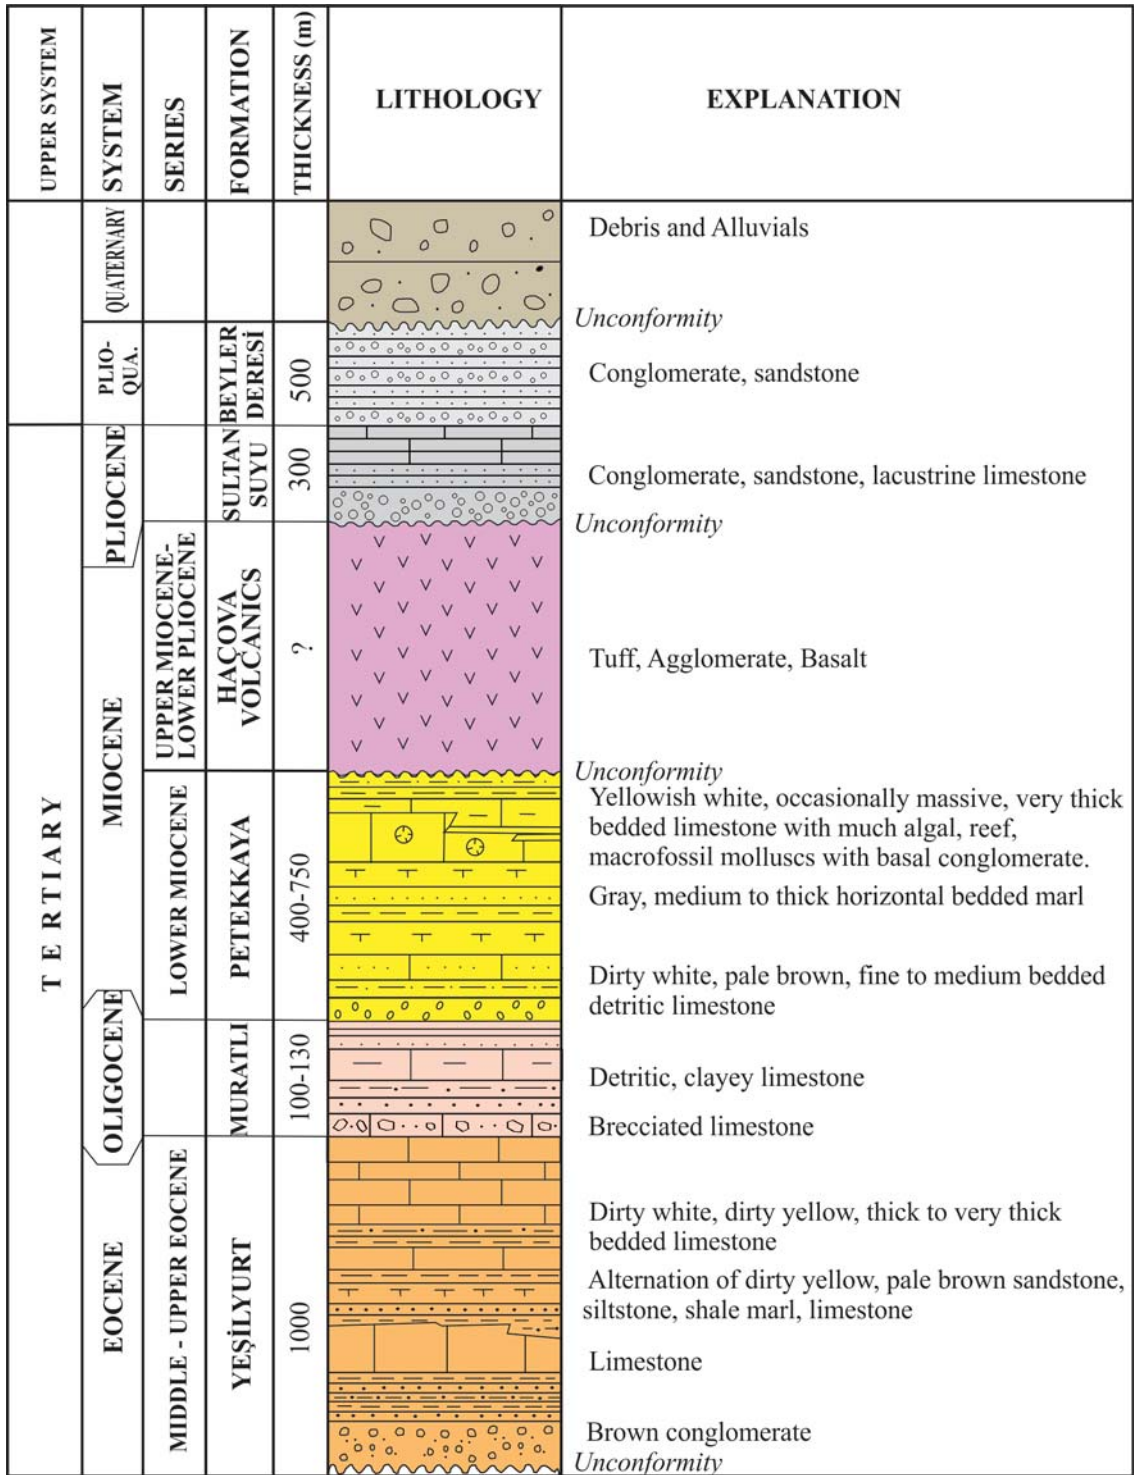 UPPER SYSTEM
SYSTEM
SERIES
FORMATION
THICKNESS (m)
LITHOLOGY
EXPLANATION
QUATERNARY
Debris and Alluvials
Unconformity
PLIO-
QUA.
BEYLER
DERESİ
500
Conglomerate, sandstone
TERTIARY
PLIOCENE
SULTAN
SUYU
300
Conglomerate, sandstone, lacustrine limestone
Unconformity
MIOCENE
UPPER MIOCENE-
LOWER PLIOCENE
HAÇOVA
VOLCANICS
?
Tuff, Agglomerate, Basalt
Unconformity
LOWER MIOCENE
PETEKKAYA
400-750
Yellowish white, occasionally massive, very thick
bedded limestone with much algal, reef,
macrofossil molluscs with basal conglomerate.
Gray, medium to thick horizontal bedded marl
Dirty white, pale brown, fine to medium bedded
detritic limestone
OLIGOCENE
MURATLI
100-130
Detritic, clayey limestone
Brecciated limestone
EOCENE
MIDDLE - UPPER EOCENE
YEŞİLYURT
1000
Dirty white, dirty yellow, thick to very thick
bedded limestone
Alternation of dirty yellow, pale brown sandstone,
siltstone, shale marl, limestone
Limestone
Brown conglomerate
Unconformity